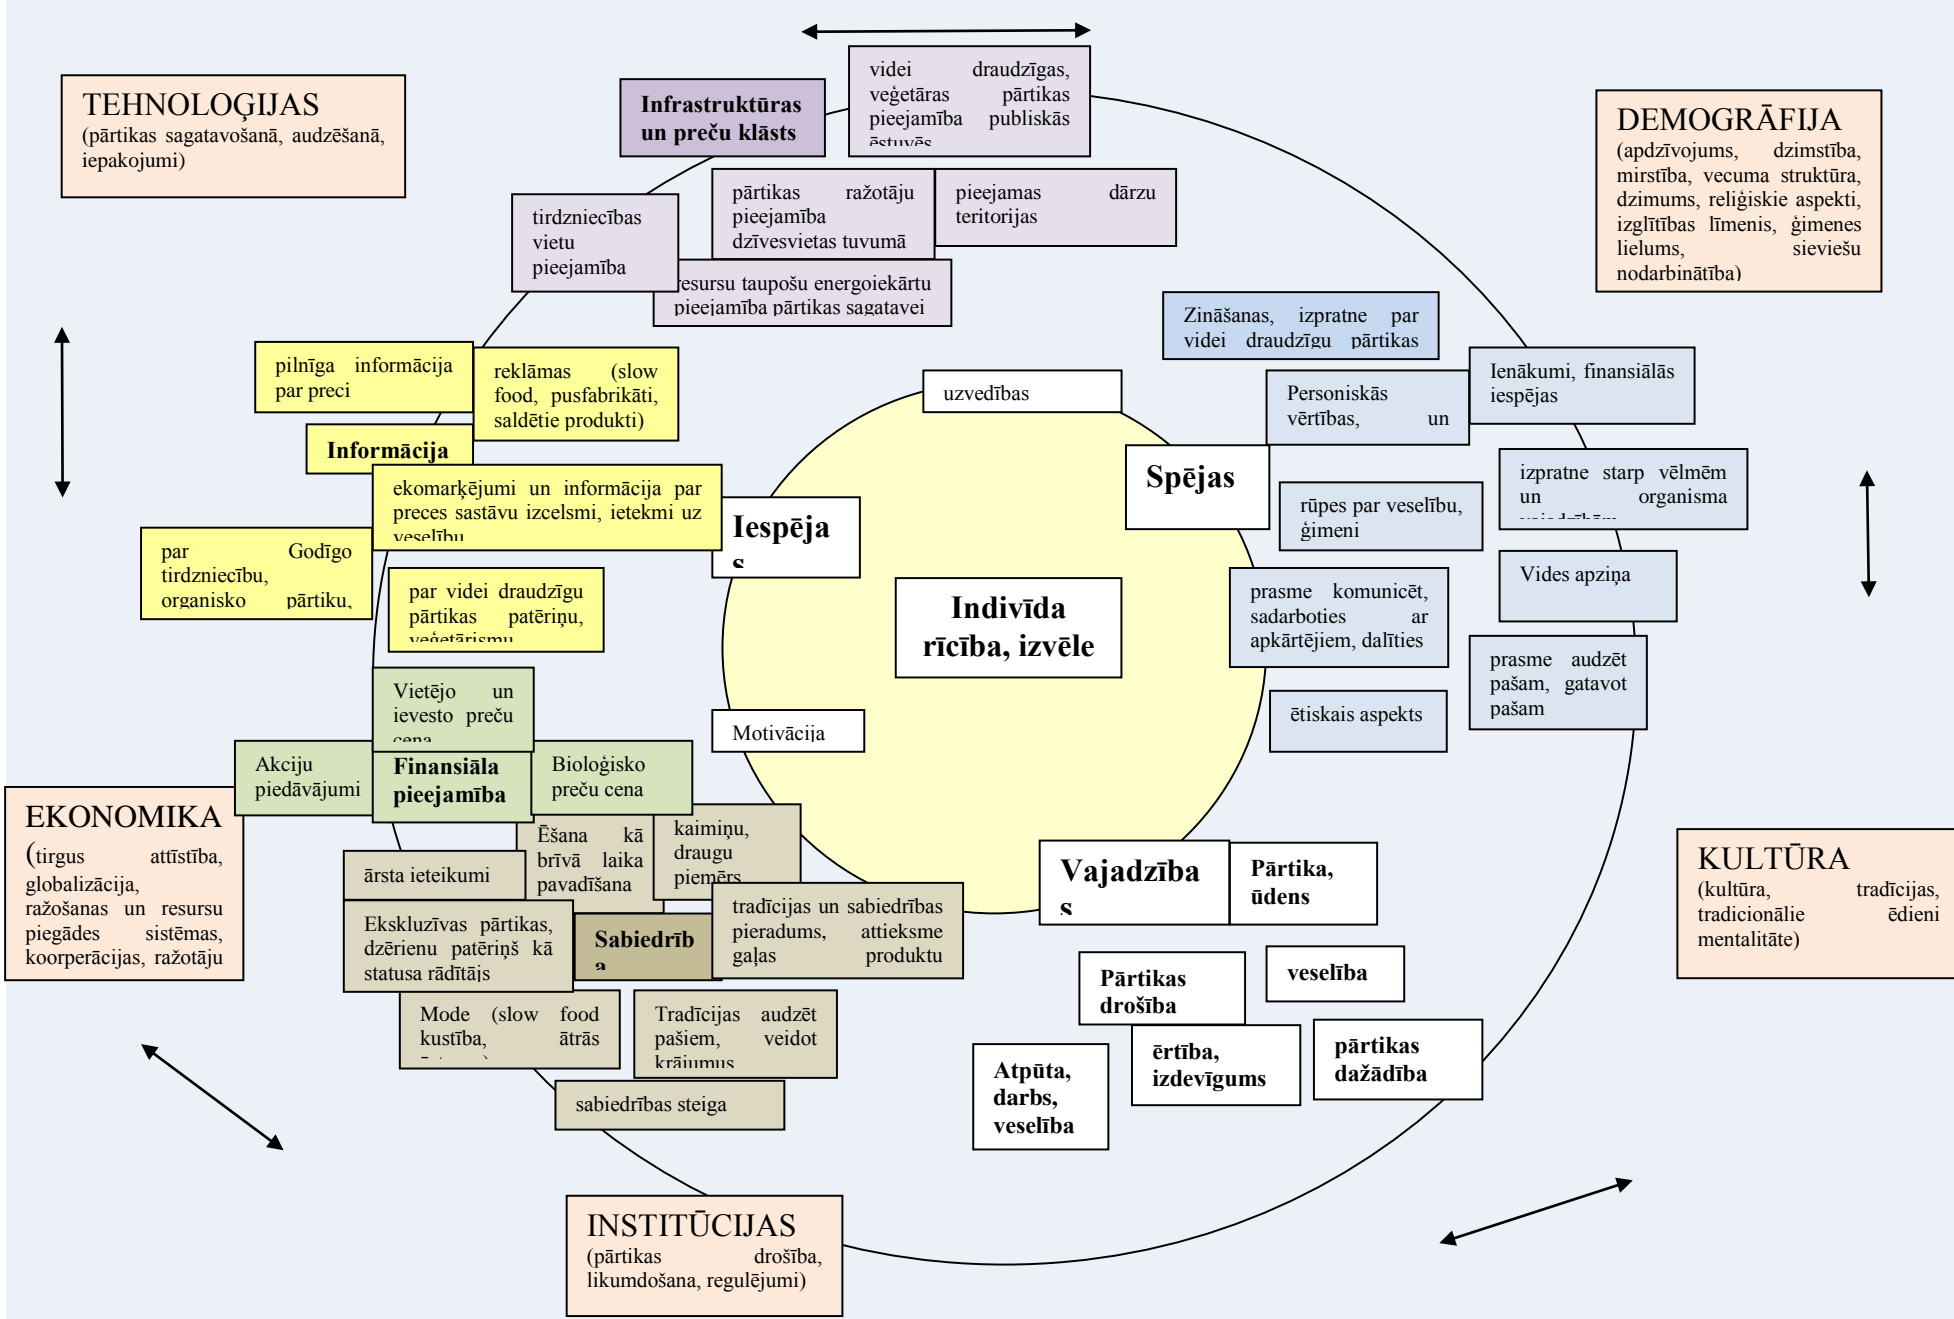 TEHNOLOĢIJAS
(pārtikas sagatavošanā, audzēšanā,
iepakojumi)
Infrastruktūras
un preču klāsts
videi draudzīgas,
veģetāras pārtikas
pieejamība publiskās
ēstuvēs
DEMOGRĀFIJA
(apdzīvojums, dzimstība,
mirstība, vecuma struktūra,
dzimums, reliģiskie aspekti,
izglītības līmenis, ģimenes
lielums, sieviešu
nodarbinātība)
tirdzniecības
vietu
pieejamība
pārtikas ražotāju
pieejamība
dzīvesvietas tuvumā
pieejamas dārzu
teritorijas
resursu taupošu energoiekārtu
pieejamība pārtikas sagatavei
Zināšanas, izpratne par
videi draudzīgu pārtikas
pilnīga informācija
par preci
reklāmas (slow
food, pusfabrikāti,
saldētie produkti)
Informācija
ekomarķējumi un informācija par
preces sastāvu izcelsmi, ietekmi uz
veselību
par Godīgo
tirdzniecību,
organisko pārtiku,
par videi draudzīgu
pārtikas patēriņu,
veģetārismu
uzvedības
Personiskās
vērtības, un
Ienākumi, finansiālās
iespējas
Spējas
izpratne starp vēlmēm
un organisma
vajadzībām
rūpes par veselību,
ģimeni
Iespēja
s
Vides apziņa
Indivīda
rīcība, izvēle
prasme komunicēt,
sadarboties ar
apkārtējiem, dalīties
prasme audzēt
pašam, gatavot
pašam
ētiskais aspekts
Motivācija
Vietējo un
ievesto preču
cena
Akciju
piedāvājumi
Finansiāla
pieejamība
Bioloģisko
preču cena
EKONOMIKA
(tirgus attīstība,
globalizācija,
ražošanas un resursu
piegādes sistēmas,
koorperācijas, ražotāju
ārsta ieteikumi
Ēšana kā
brīvā laika
pavadīšana
kaimiņu,
draugu
piemērs
Ekskluzīvas pārtikas,
dzērienu patēriņš kā
statusa rādītājs
Sabiedrīb
a
tradīcijas un sabiedrības
pieradums, attieksme
gaļas produktu
Mode (slow food
kustība, ātrās
Tradīcijas audzēt
pašiem, veidot
krājumus
sabiedrības steiga
Vajadzība
s
Pārtika,
ūdens
Pārtikas
drošība
veselība
Atpūta,
darbs,
veselība
ērtība,
izdevīgums
pārtikas
dažādība
KULTŪRA
(kultūra, tradīcijas,
tradicionālie ēdieni
mentalitāte)
INSTITŪCIJAS
(pārtikas drošība,
likumdošana, regulējumi)